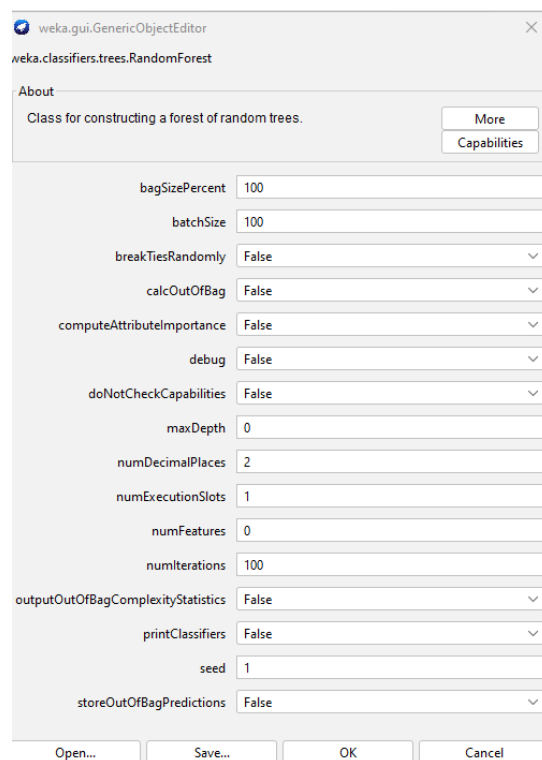 weka.gui.GenericObjectEditor
weka.classifiers.trees.RandomForest
About
Class for constructing a forest of random trees.
More
Capabilities
bagSizePercent 100
batchSize 100
breakTiesRandomly False
calcOutOfBag False
computeAttributeImportance False
debug False
doNotCheckCapabilities False
maxDepth 0
numDecimalPlaces 2
numExecutionSlots 1
numFeatures 0
numIterations 100
outputOutOfBagComplexityStatistics False
printClassifiers False
seed 1
storeOutOfBagPredictions False
Open... Save... OK Cancel